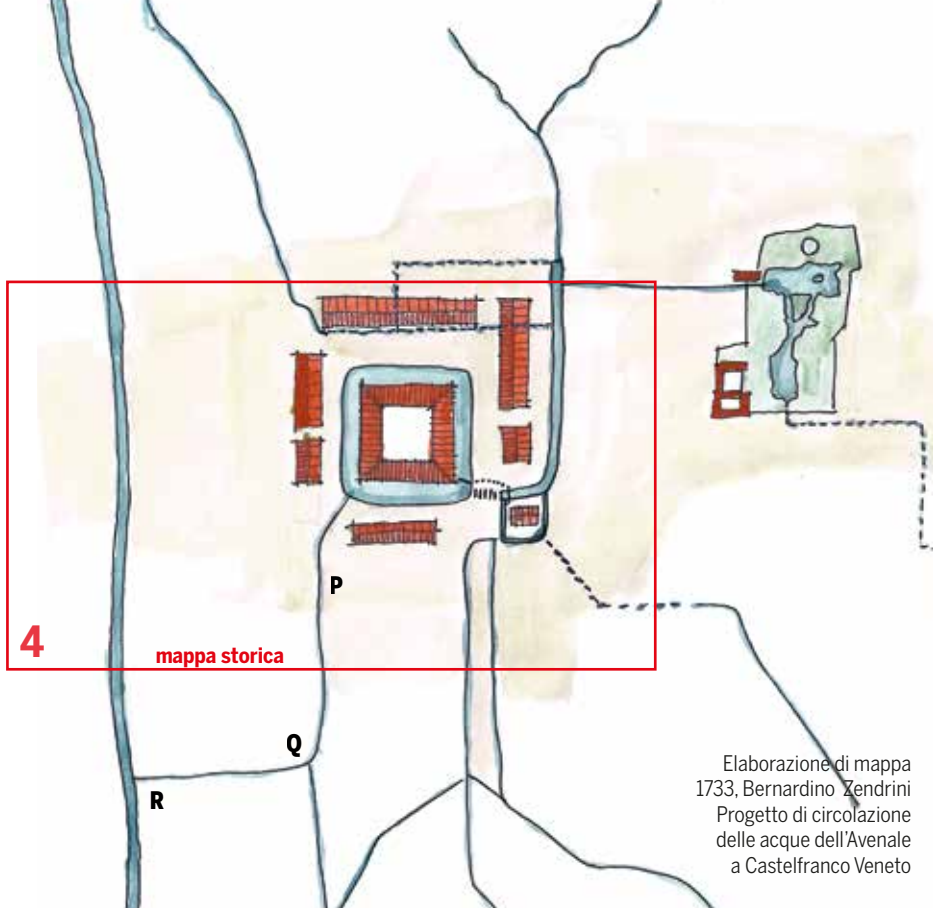 P
4
mappa storica
Q
R
Elaborazione di mappa
1733, Bernardino Zendrini
Progetto di circolazione
delle acque dell'Avenale
a Castelfranco Veneto